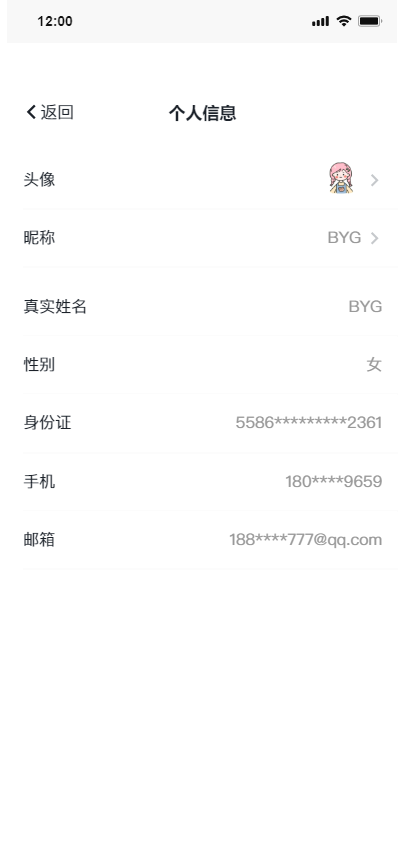 12:00
返回 个人信息
头像
昵称 BYG
真实姓名 BYG
性别 女
身份证 5586*********2361
手机 180****9659
邮箱 188****777@qq.com